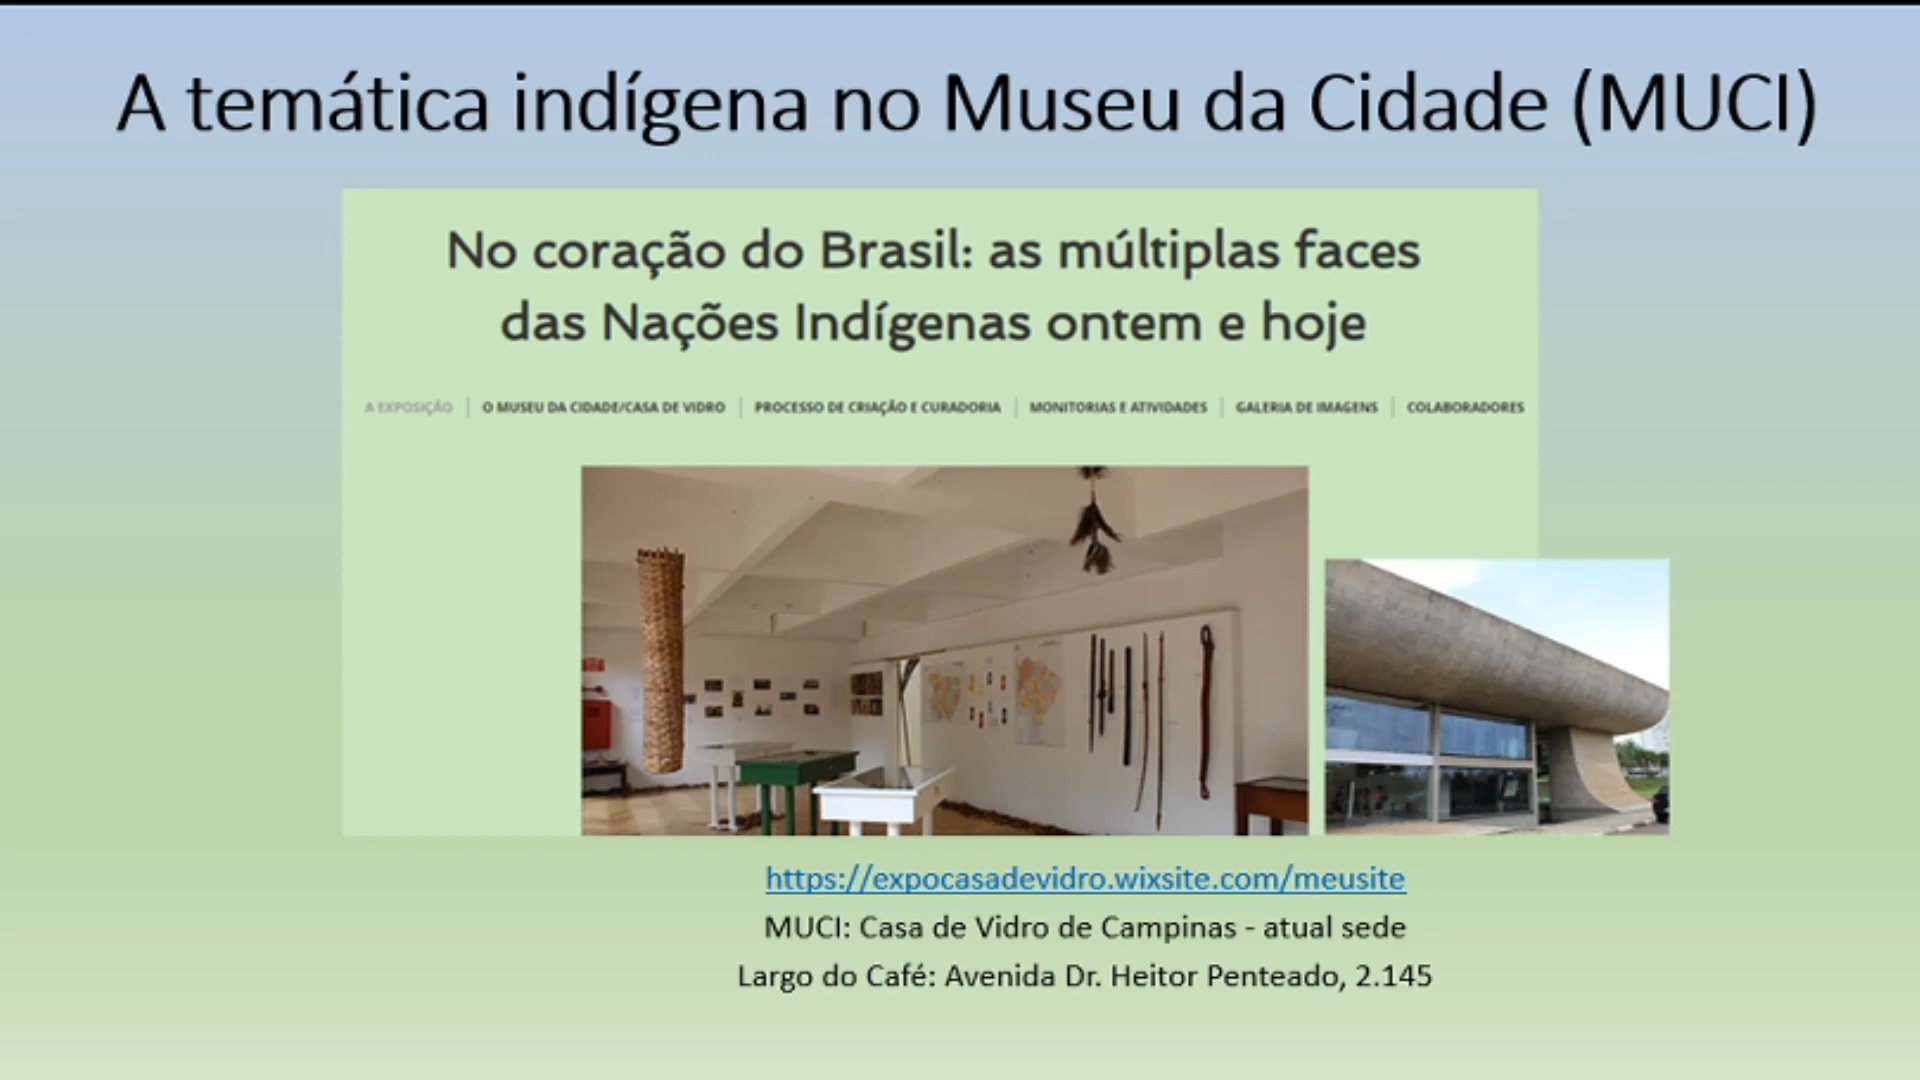 A temática indígena no Museu da Cidade (MUCI)
No coração do Brasil: as múltiplas faces
das Nações Indígenas ontem e hoje
A EXPOSIÇÃO | O MUSEU DA CIDADE/CASA DE VIDRO | PROCESSO DE CRIAÇÃO E CURADORIA | MONITORIAS E ATIVIDADES | GALERIA DE IMAGENS | COLABORADORES
https://expocasadevidro.wixsite.com/meusite
MUCI: Casa de Vidro de Campinas - atual sede
Largo do Café: Avenida Dr. Heitor Penteado, 2.145